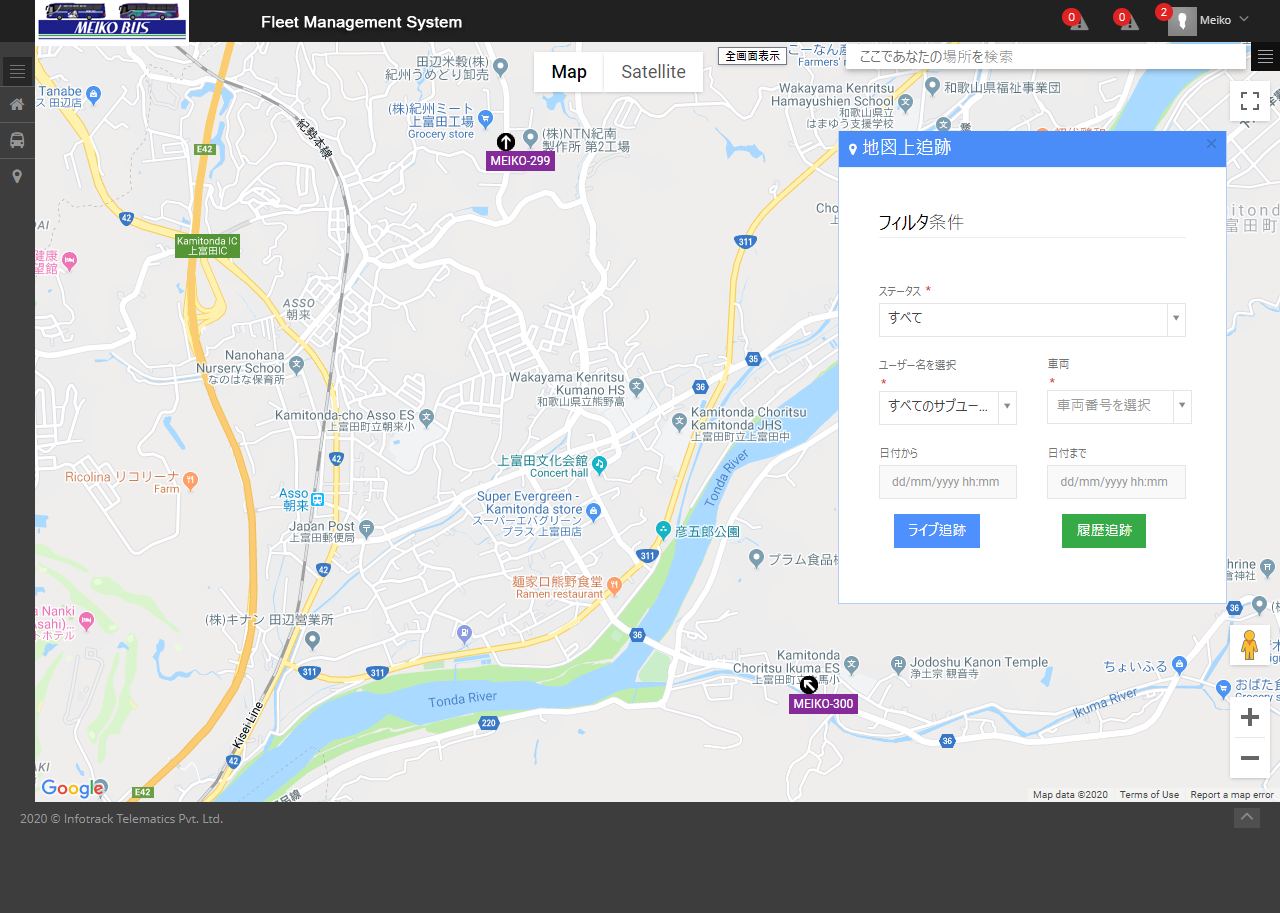 MEIKO BUS
Fleet Management System
0
0
2
Meiko
Map
Satellite
全画面表示
ここであなたの場所を検索
田辺米穀(株)
紀州うめどり卸売
Tanabe
ス 田辺店
(株)紀州ミート
上富田工場
Grocery store
紀勢本線
(株)NTN紀南
製作所 第2工場
MEIKO-299
Wakayama Kenritsu
Hamayushien School
和歌山県立
はまゆう支援学校
和歌山県福祉事業団
E42
42
Kamitonda IC
上富田IC
311
地図上追跡
フィルタ条件
ステータス *
すべて
ユーザー名を選択
*
車両
*
すべてのサブユー...
車両番号を選択
日付から
日付まで
dd/mm/yyyy hh:mm
dd/mm/yyyy hh:mm
ライブ追跡
履歴追跡
ASSO
朝来
Nanohana
Nursery School
なのはな保育所
35
36
Wakayama Kenritsu
Kumano HS
和歌山県立熊野高
Kamitonda-cho Asso ES
上富田町立朝来小
Kamitonda Choritsu
Kamitonda JHS
上富田町立上富田中
42
上富田文化会館
Concert hall
Tonda River
Ricolina リコリーナ
Farm
Asso
朝来
Super Evergreen -
Kamitonda store
スーパーエバグリーン
プラス 上富田店
Japan Post
上富田郵便局
彦五郎公園
311
プラム食品
42
麺家口熊野食堂
Ramen restaurant
(株)キナン 田辺営業所
36
36
311
311
Kamitonda
Choritsu Ikuma ES
Jodoshu Kanon Temple
浄土宗 観音寺
ちょいふる
MEIKO-300
Tonda River
220
Ikuma River
36
Kisei-Line
42
E42
Google
Map data ©2020
Terms of Use
Report a map error
2020 © Infotrack Telematics Pvt. Ltd.